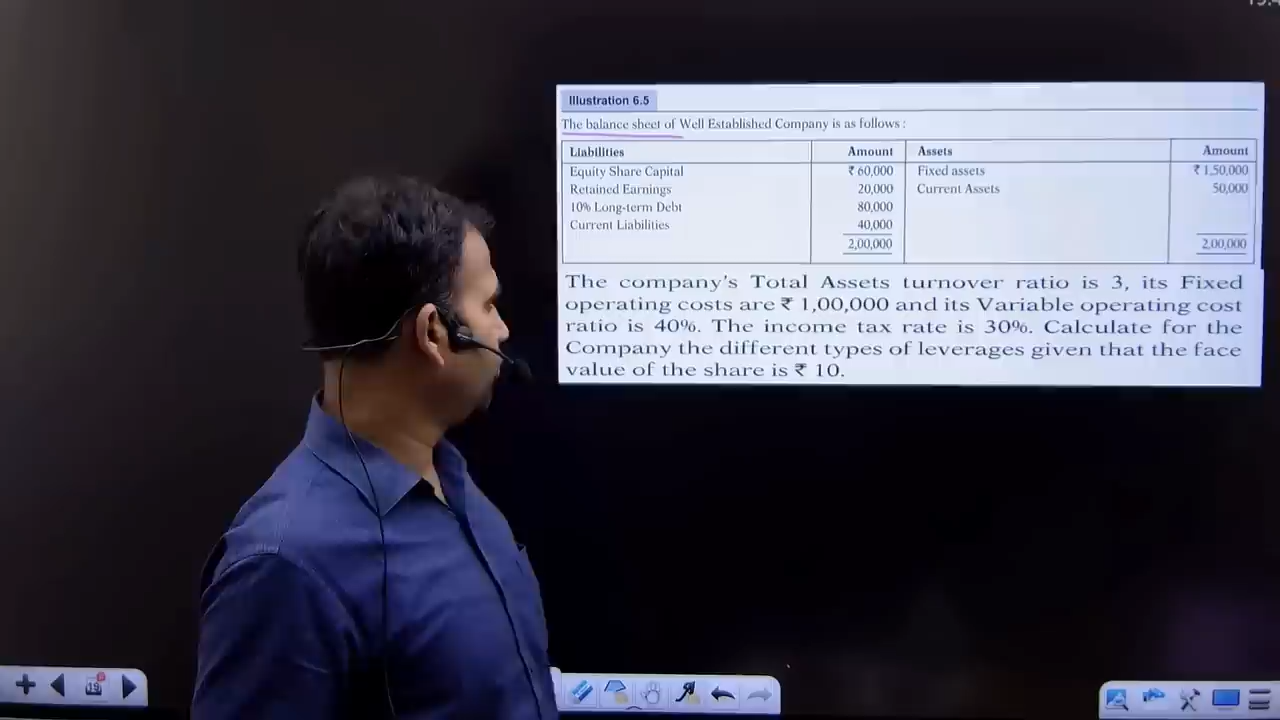 Illustration 6.5
The balance sheet of Well Established Company is as follows :
Liabilities Amount Assets Amount
Equity Share Capital ₹ 60,000 Fixed assets ₹ 1,50,000
Retained Earnings 20,000 Current Assets 50,000
10% Long-term Debt 80,000
Current Liabilities 40,000
2,00,000 2,00,000
The company's Total Assets turnover ratio is 3, its Fixed
operating costs are ₹ 1,00,000 and its Variable operating cost
ratio is 40%. The income tax rate is 30%. Calculate for the
Company the different types of leverages given that the face
value of the share is ₹ 10.
19